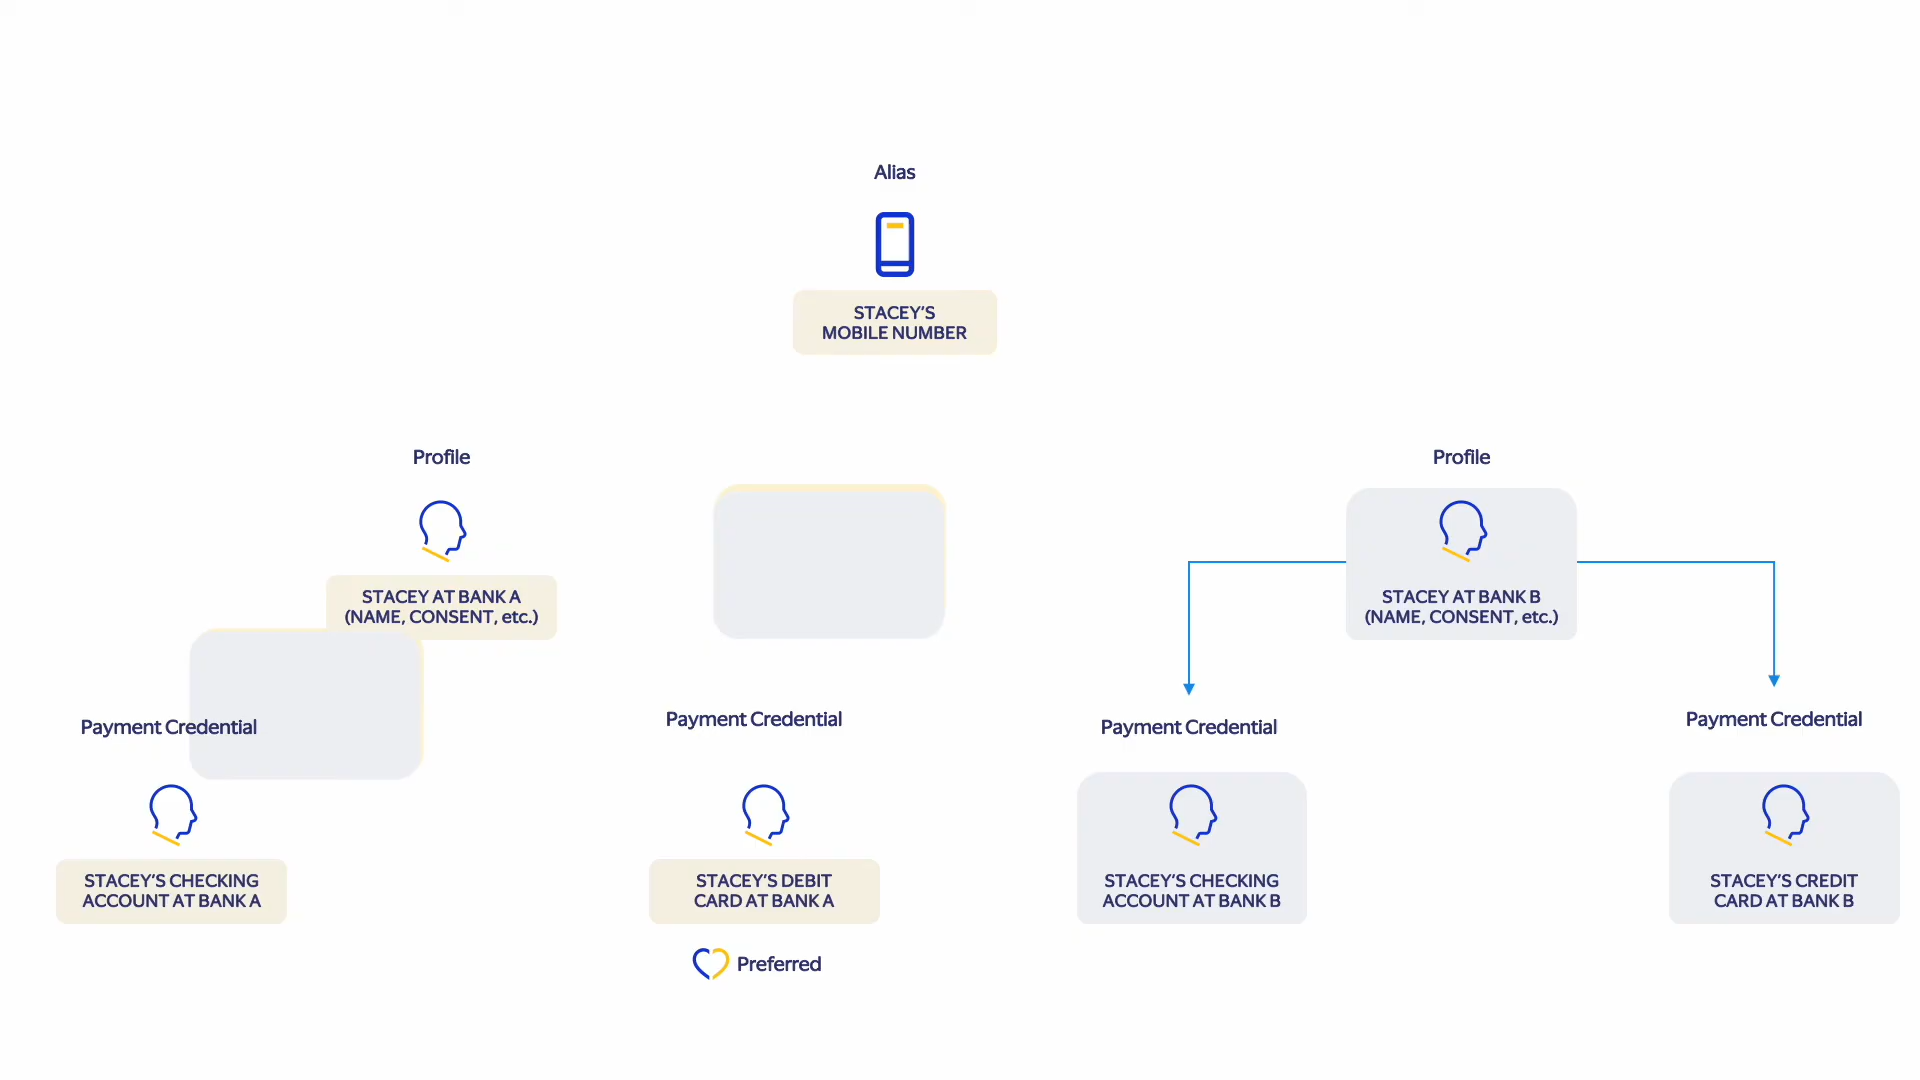 Alias
STACEY'S
MOBILE NUMBER
Profile
STACEY AT BANK A
(NAME, CONSENT, etc.)
Profile
STACEY AT BANK B
(NAME, CONSENT, etc.)
Payment Credential
STACEY'S CHECKING
ACCOUNT AT BANK A
Payment Credential
STACEY'S DEBIT
CARD AT BANK A
Preferred
Payment Credential
STACEY'S CHECKING
ACCOUNT AT BANK B
Payment Credential
STACEY'S CREDIT
CARD AT BANK B